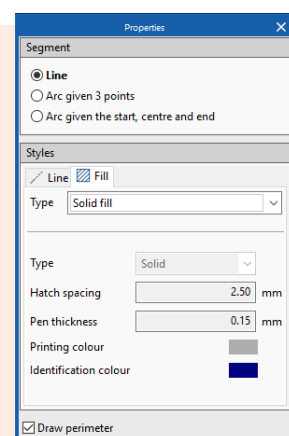 Properties
Segment
Line
Arc given 3 points
Arc given the start, centre and end
Styles
Line Fill
Type Solid fill
Type Solid
Hatch spacing 2.50 mm
Pen thickness 0.15 mm
Printing colour
Identification colour
Draw perimeter